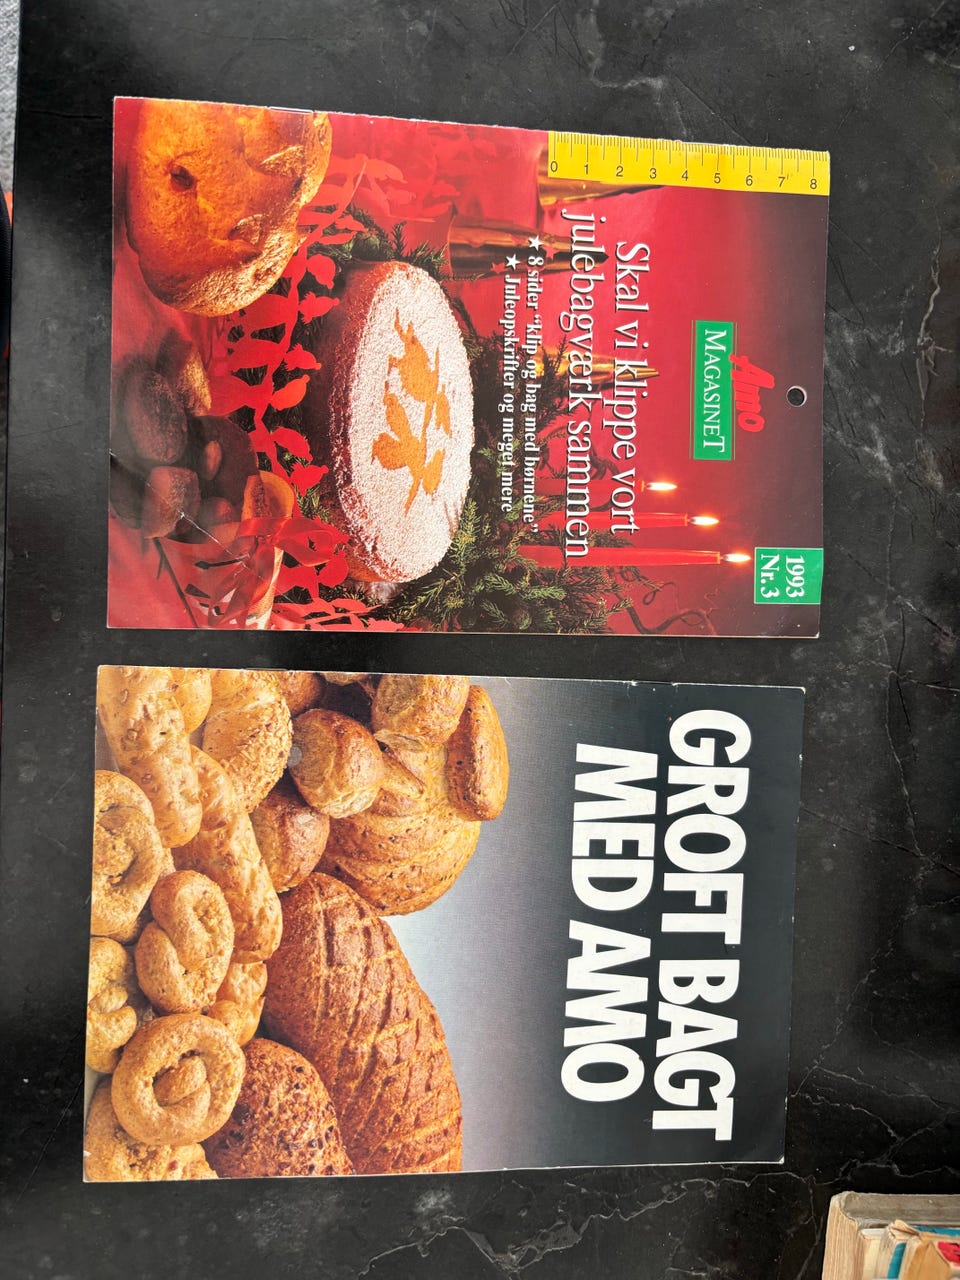 0 1 2 3 4 5 6 7 8
Amo
MAGASINET
1993
Nr. 3
Skal vi klippe vort
julebagværk sammen
★ 8 sider "klip og bag med børnene"
★ Juleopskrifter og meget mere
GROFT BAGT
MED AMO